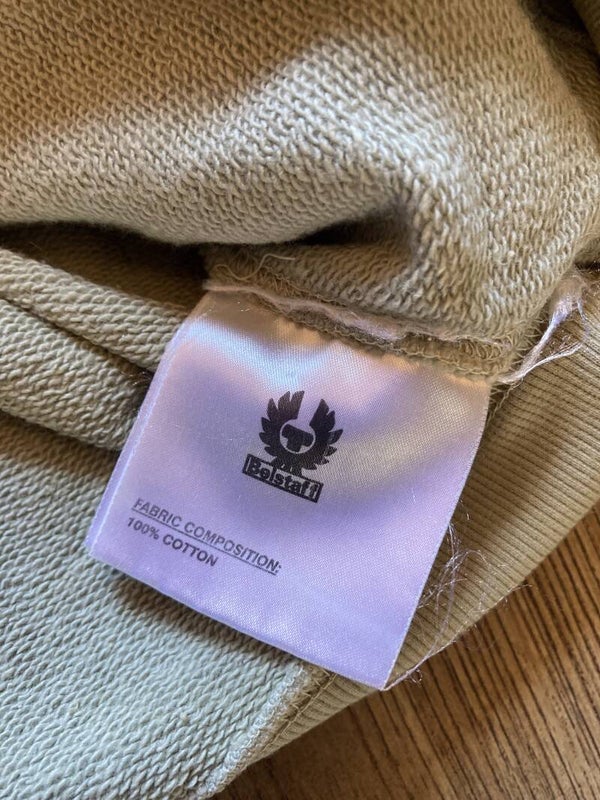 Belstaff
FABRIC COMPOSITION:
100% COTTON